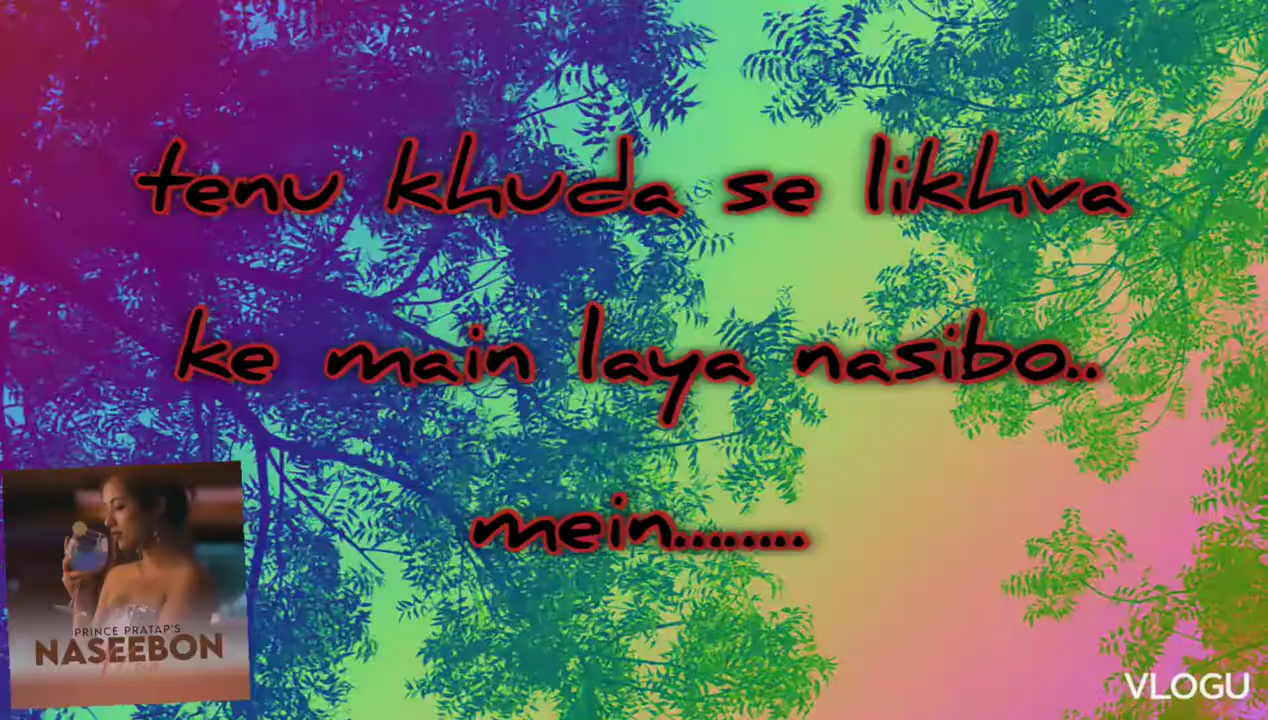 tenu khuda se likhva
ke main laya nasibo..
mein........
PRINCE PRATAP'S
NASEEBON
VLOGU